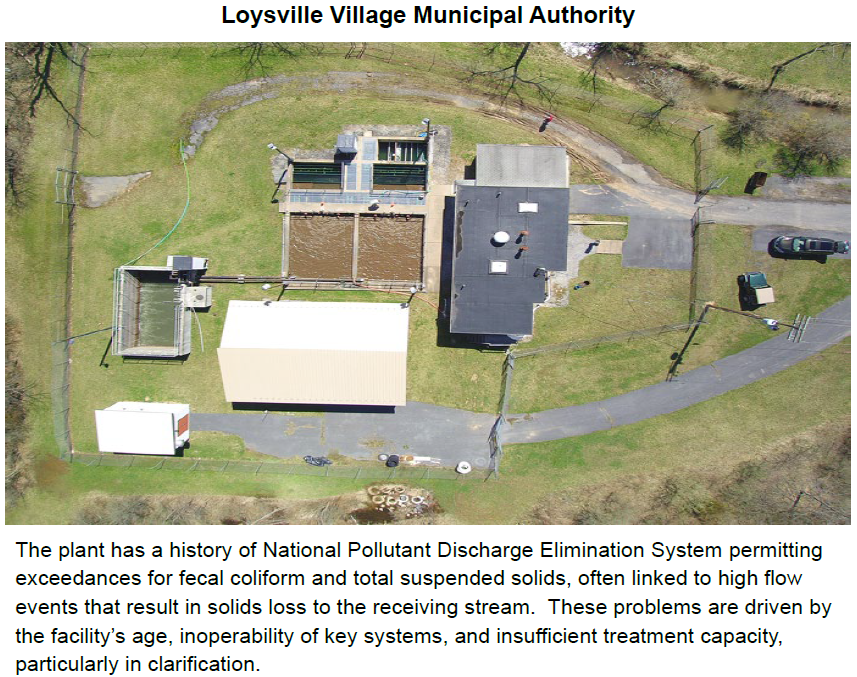 Loysville Village Municipal Authority
The plant has a history of National Pollutant Discharge Elimination System permitting
exceedances for fecal coliform and total suspended solids, often linked to high flow
events that result in solids loss to the receiving stream.  These problems are driven by
the facility's age, inoperability of key systems, and insufficient treatment capacity,
particularly in clarification.